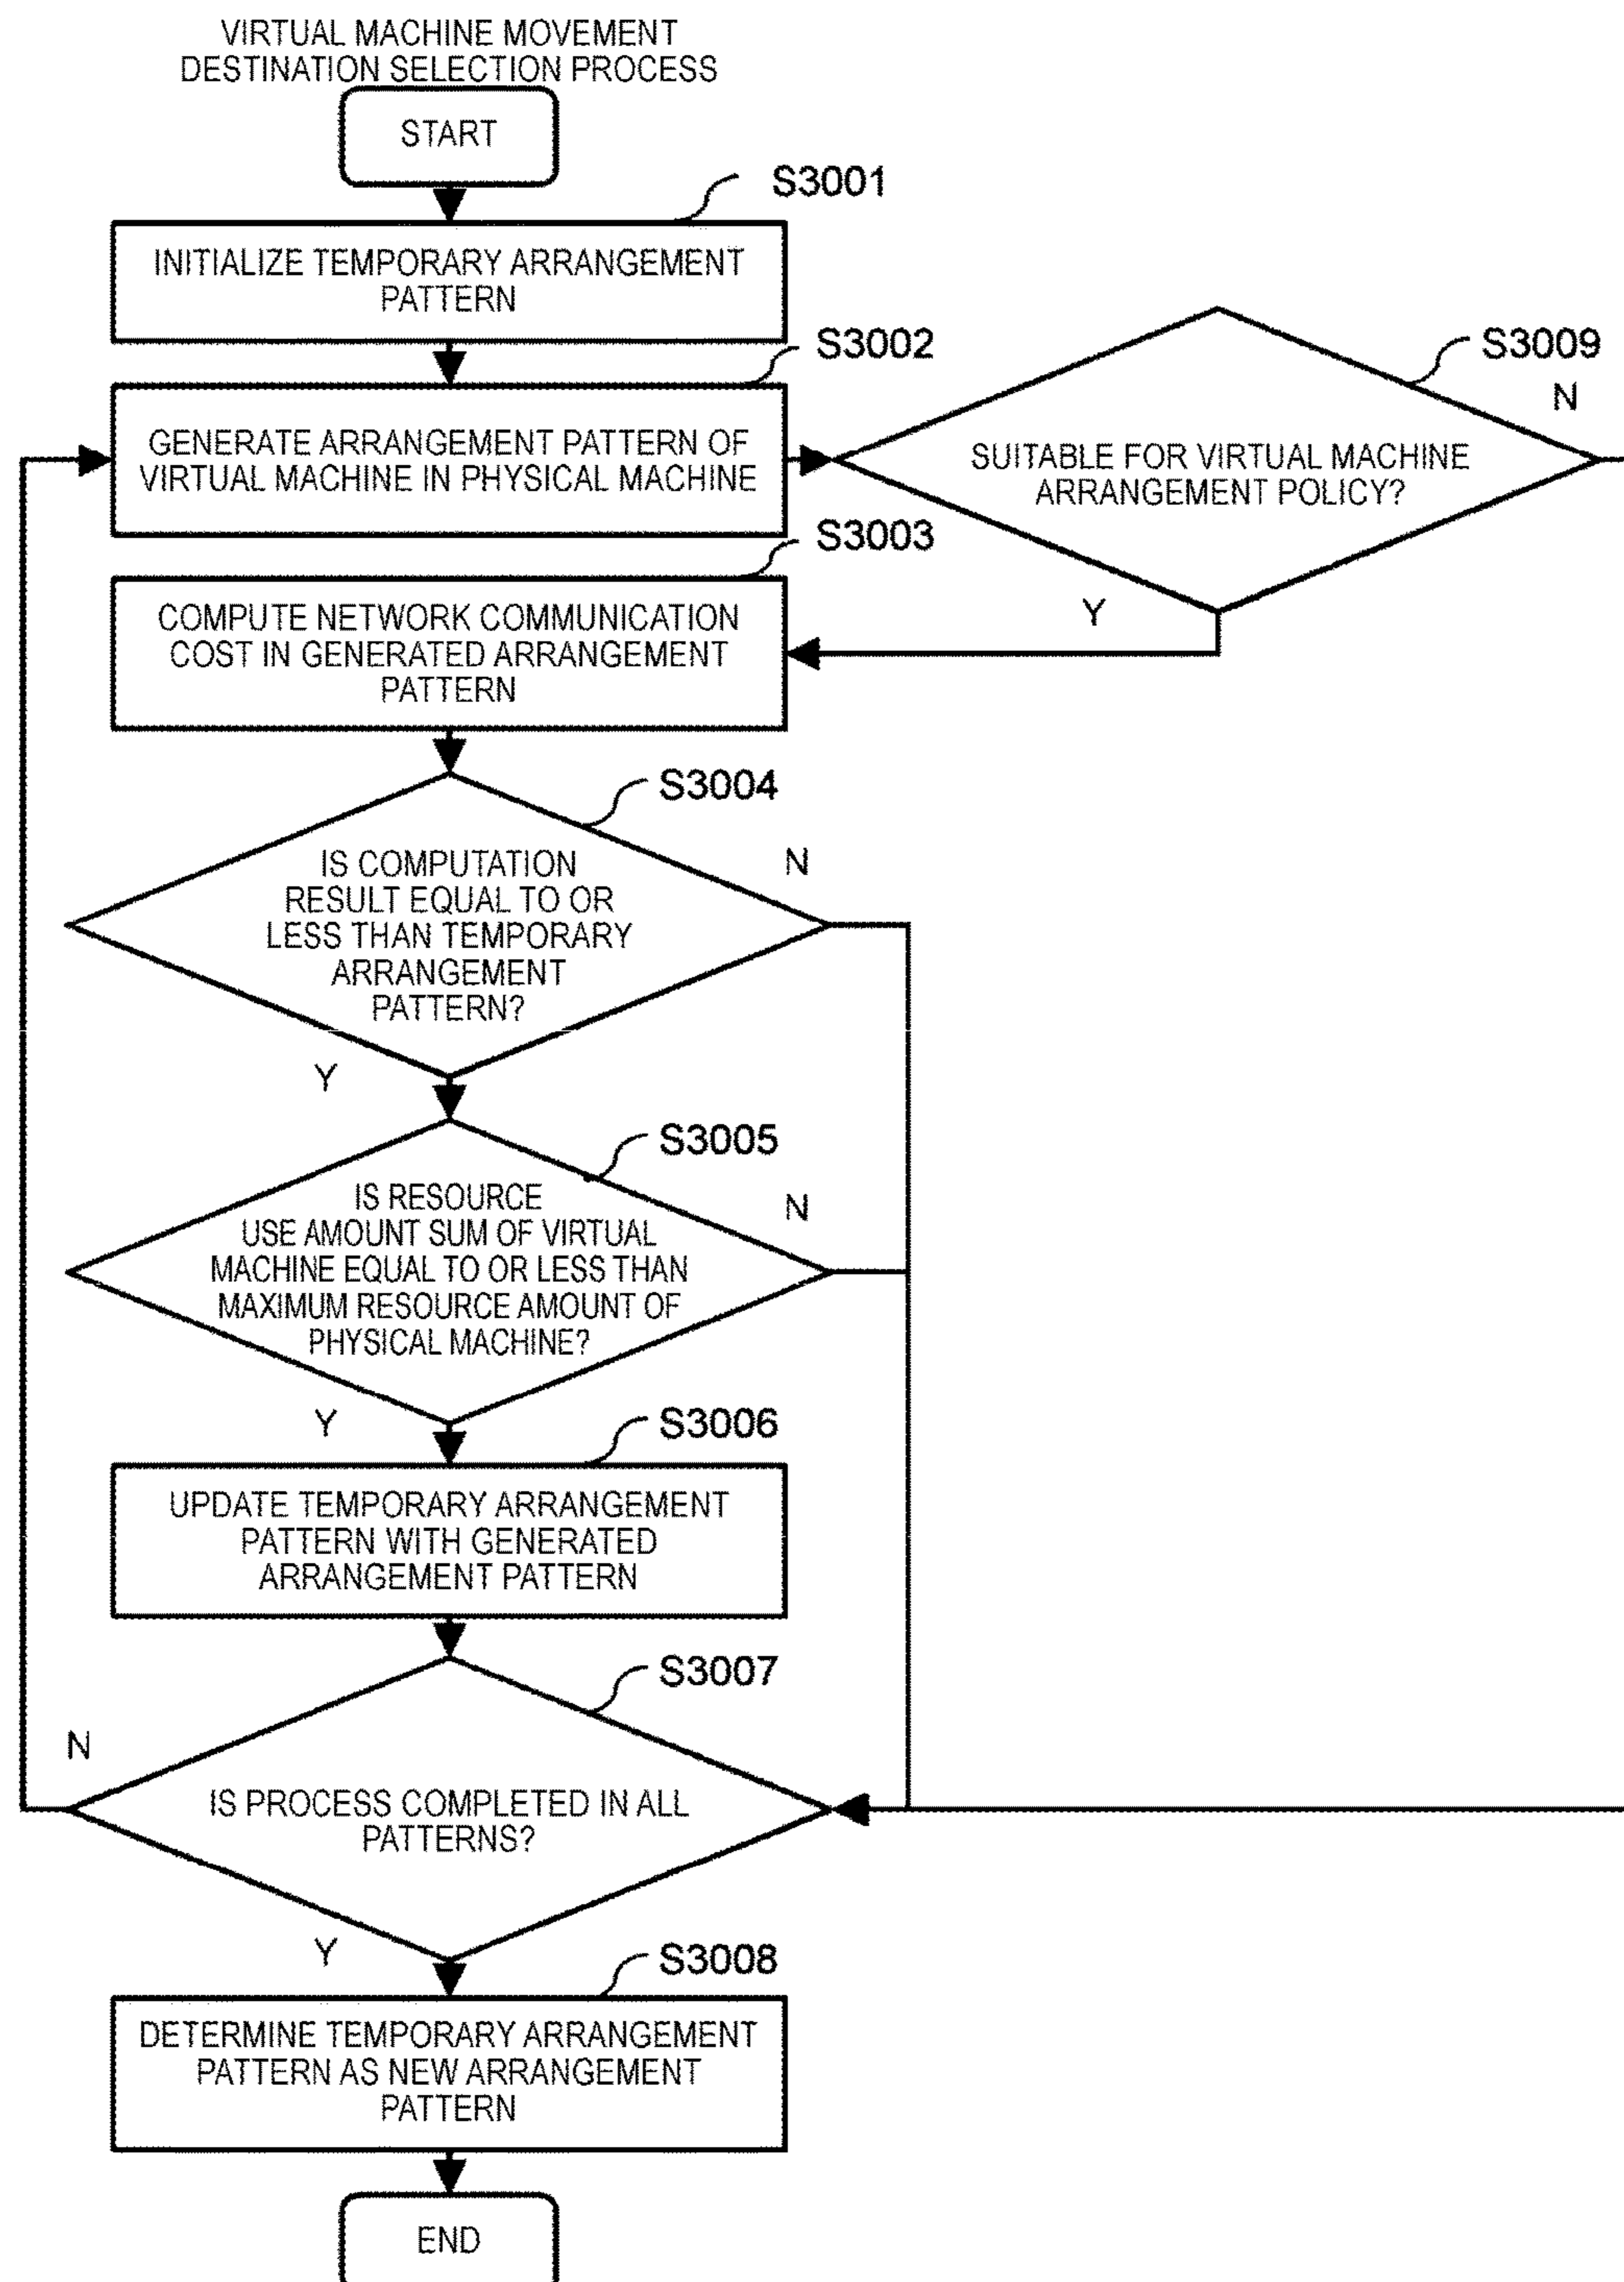 VIRTUAL MACHINE MOVEMENT
DESTINATION SELECTION PROCESS
START
S3001
INITIALIZE TEMPORARY ARRANGEMENT
PATTERN
S3002
GENERATE ARRANGEMENT PATTERN OF
VIRTUAL MACHINE IN PHYSICAL MACHINE
S3009
N
SUITABLE FOR VIRTUAL MACHINE
ARRANGEMENT POLICY?
Y
S3003
COMPUTE NETWORK COMMUNICATION
COST IN GENERATED ARRANGEMENT
PATTERN
S3004
N
IS COMPUTATION
RESULT EQUAL TO OR
LESS THAN TEMPORARY
ARRANGEMENT
PATTERN?
Y
S3005
N
IS RESOURCE
USE AMOUNT SUM OF VIRTUAL
MACHINE EQUAL TO OR LESS THAN
MAXIMUM RESOURCE AMOUNT OF
PHYSICAL MACHINE?
Y
S3006
UPDATE TEMPORARY ARRANGEMENT
PATTERN WITH GENERATED
ARRANGEMENT PATTERN
S3007
N
IS PROCESS COMPLETED IN ALL
PATTERNS?
Y
S3008
DETERMINE TEMPORARY ARRANGEMENT
PATTERN AS NEW ARRANGEMENT
PATTERN
END